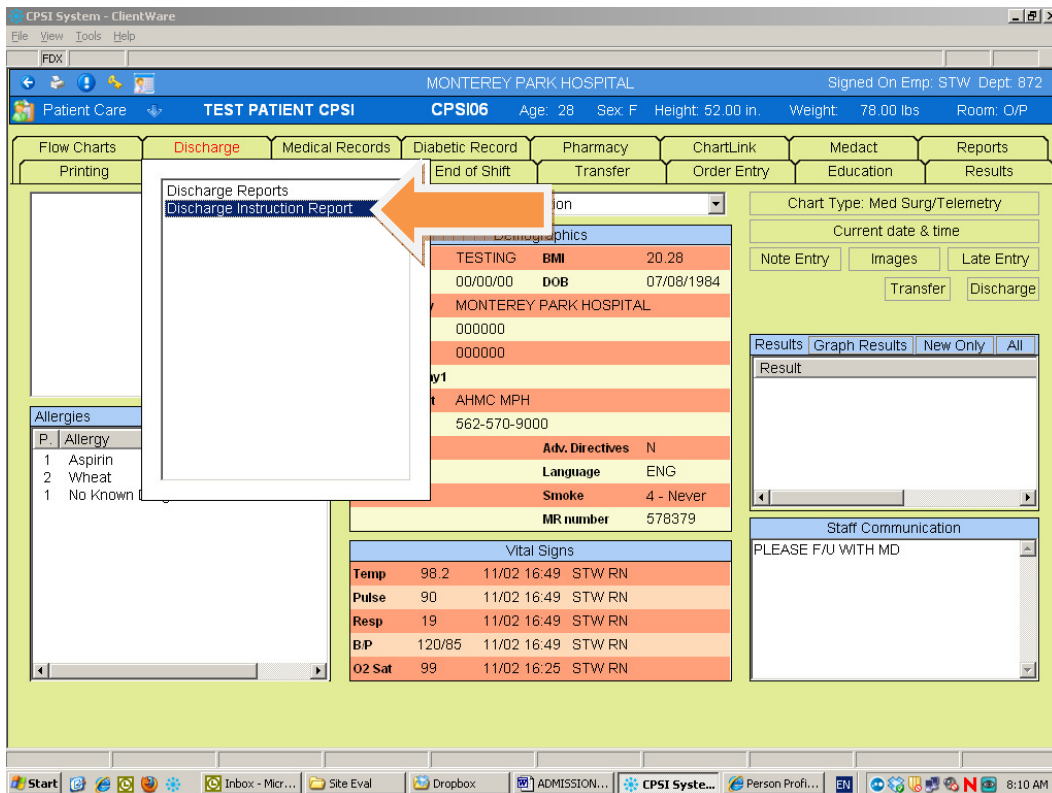 CPSI System - ClientWare
File View Tools Help
FDX
MONTEREY PARK HOSPITAL Signed On Emp: STW Dept: 872
Patient Care TEST PATIENT CPSI CPSI06 Age: 28 Sex: F Height: 52.00 in. Weight: 78.00 lbs Room: O/P
Flow Charts Discharge Medical Records Diabetic Record Pharmacy ChartLink Medact Reports
Printing End of Shift Transfer Order Entry Education Results
Discharge Reports
Discharge Instruction Report
Demographics
TESTING BMI 20.28
00/00/00 DOB 07/08/1984
MONTEREY PARK HOSPITAL
000000
000000
AHMC MPH
562-570-9000
Adv. Directives N
Language ENG
Smoke 4 - Never
MR number 578379
Vital Signs
Temp 98.2 11/02 16:49 STW RN
Pulse 90 11/02 16:49 STW RN
Resp 19 11/02 16:49 STW RN
B/P 120/85 11/02 16:49 STW RN
O2 Sat 99 11/02 16:25 STW RN
Allergies
P. Allergy
1 Aspirin
2 Wheat
1 No Known
Chart Type: Med Surg/Telemetry
Current date & time
Note Entry Images Late Entry
Transfer Discharge
Results Graph Results New Only All
Result
Staff Communication
PLEASE F/U WITH MD
Start Inbox - Micr... Site Eval Dropbox ADMISSION... CPSI Syste... Person Profi... EN N 8:10 AM